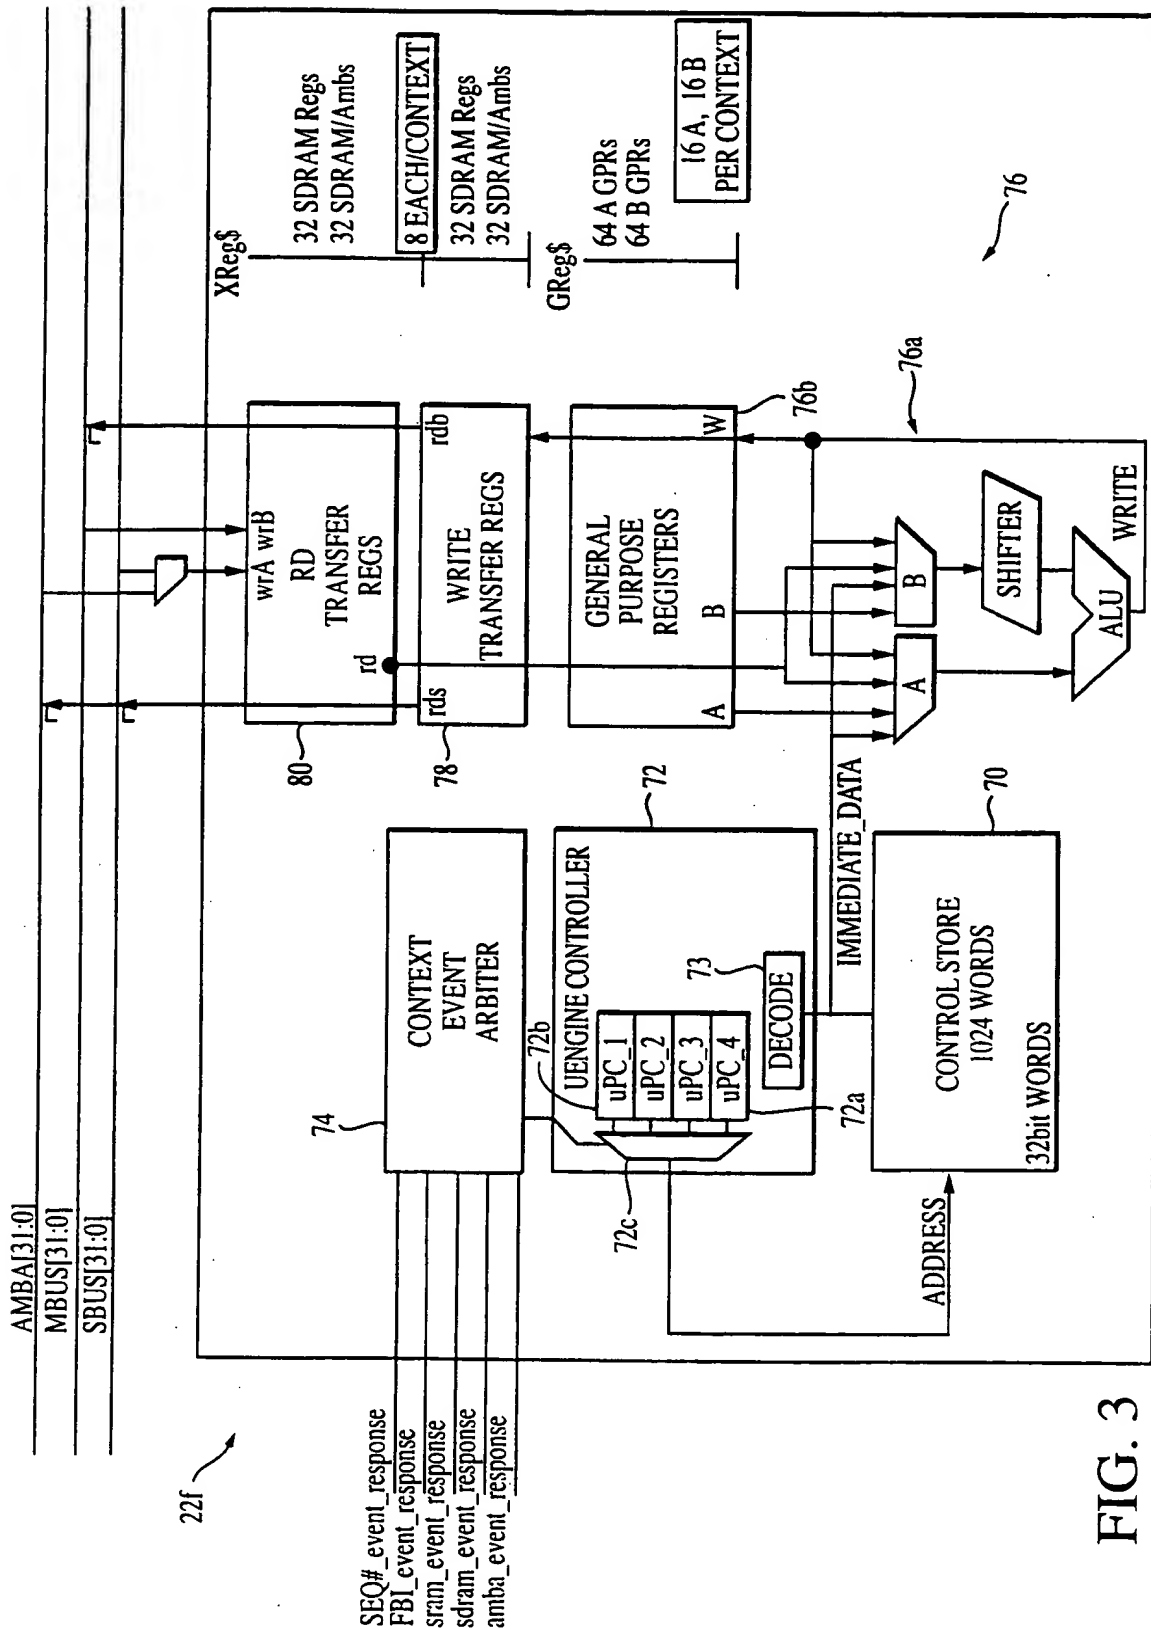 AMBA[31:0]
MBUS[31:0]
SBUS[31:0]
22f
SEQ#_event_response
FBI_event_response
sram_event_response
sdram_event_response
amba_event_response
74
CONTEXT
EVENT
ARBITER
72b
UENGINE CONTROLLER
72
uPC_1
uPC_2
uPC_3
uPC_4
73
DECODE
72a
72c
ADDRESS
IMMEDIATE_DATA
70
CONTROL STORE
1024 WORDS
32bit WORDS
wrA wrB
RD
TRANSFER
REGS
rd
80
rds
rdb
WRITE
TRANSFER REGS
78
GENERAL
PURPOSE
REGISTERS
A
B
W
76b
76a
A
B
SHIFTER
ALU
WRITE
XReg$
32 SDRAM Regs
32 SDRAM/Ambs
8 EACH/CONTEXT
32 SDRAM Regs
32 SDRAM/Ambs
GReg$
64 A GPRs
64 B GPRs
16 A, 16 B
PER CONTEXT
76
FIG. 3